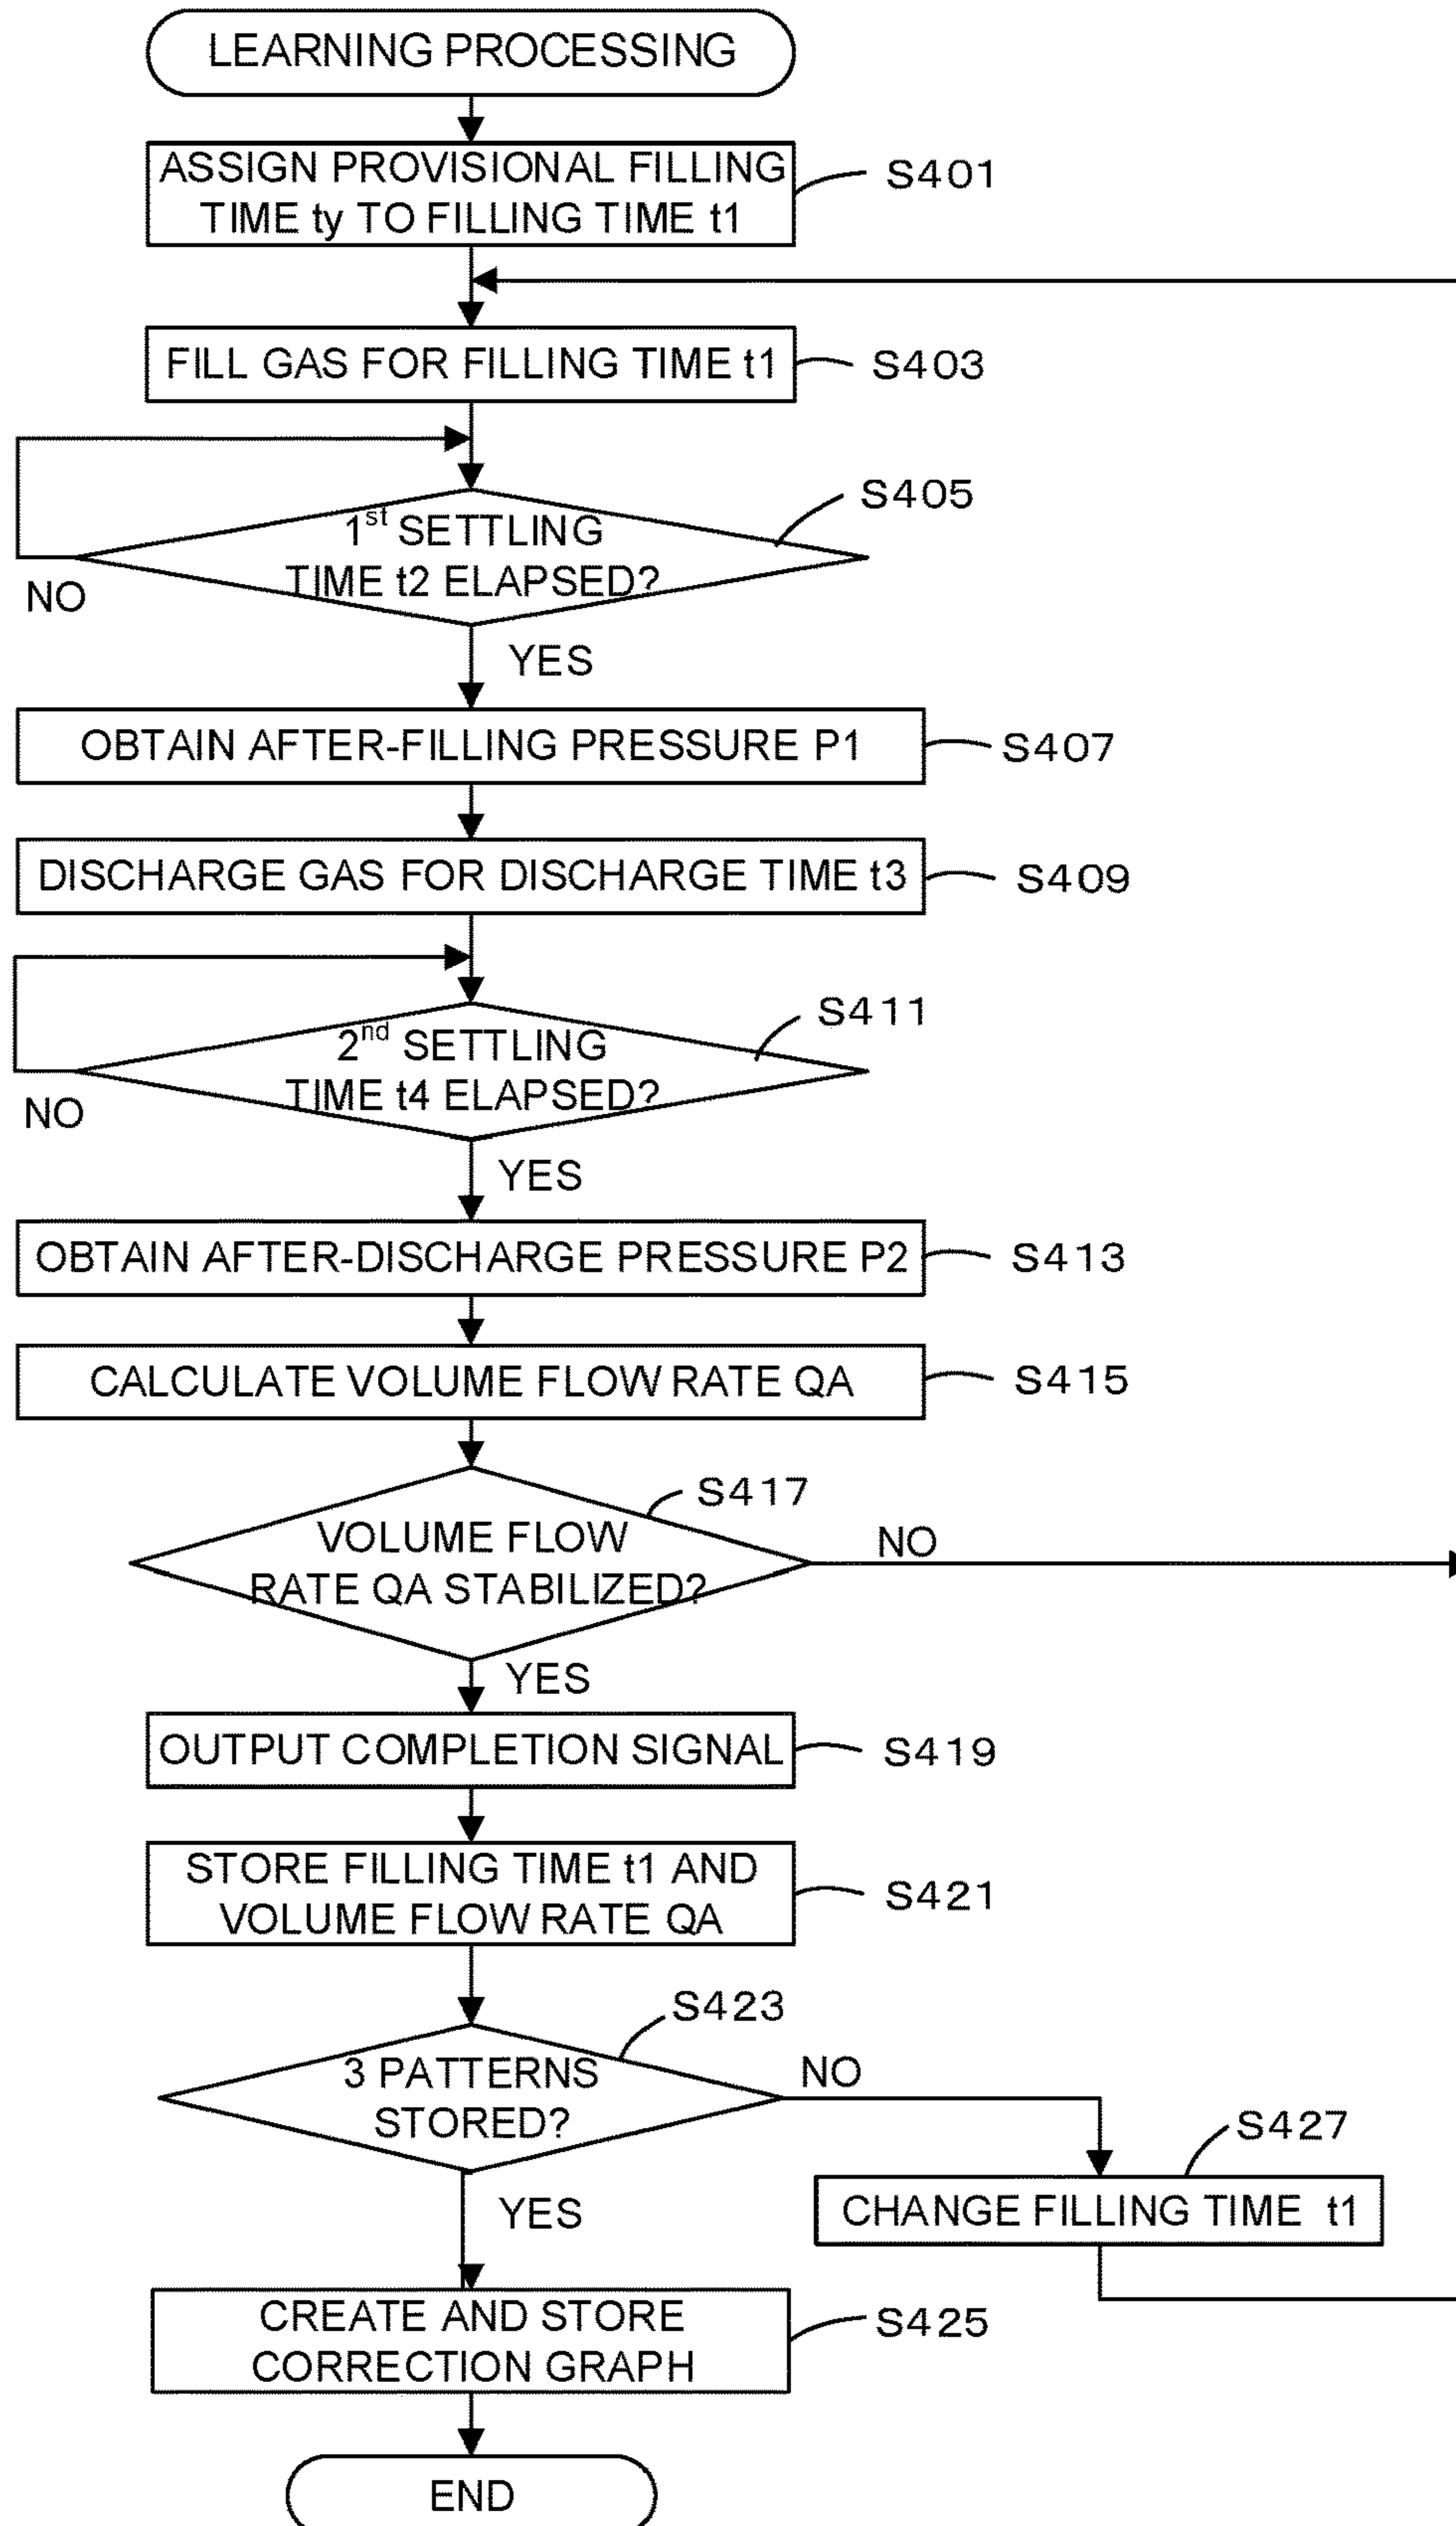 LEARNING PROCESSING
ASSIGN PROVISIONAL FILLING
TIME ty TO FILLING TIME t1
S401
FILL GAS FOR FILLING TIME t1
S403
S405
1st SETTLING
TIME t2 ELAPSED?
NO
YES
OBTAIN AFTER-FILLING PRESSURE P1
S407
DISCHARGE GAS FOR DISCHARGE TIME t3
S409
S411
2nd SETTLING
TIME t4 ELAPSED?
NO
YES
OBTAIN AFTER-DISCHARGE PRESSURE P2
S413
CALCULATE VOLUME FLOW RATE QA
S415
S417
VOLUME FLOW
RATE QA STABILIZED?
NO
YES
OUTPUT COMPLETION SIGNAL
S419
STORE FILLING TIME t1 AND
VOLUME FLOW RATE QA
S421
S423
3 PATTERNS
STORED?
NO
S427
CHANGE FILLING TIME t1
YES
CREATE AND STORE
CORRECTION GRAPH
S425
END